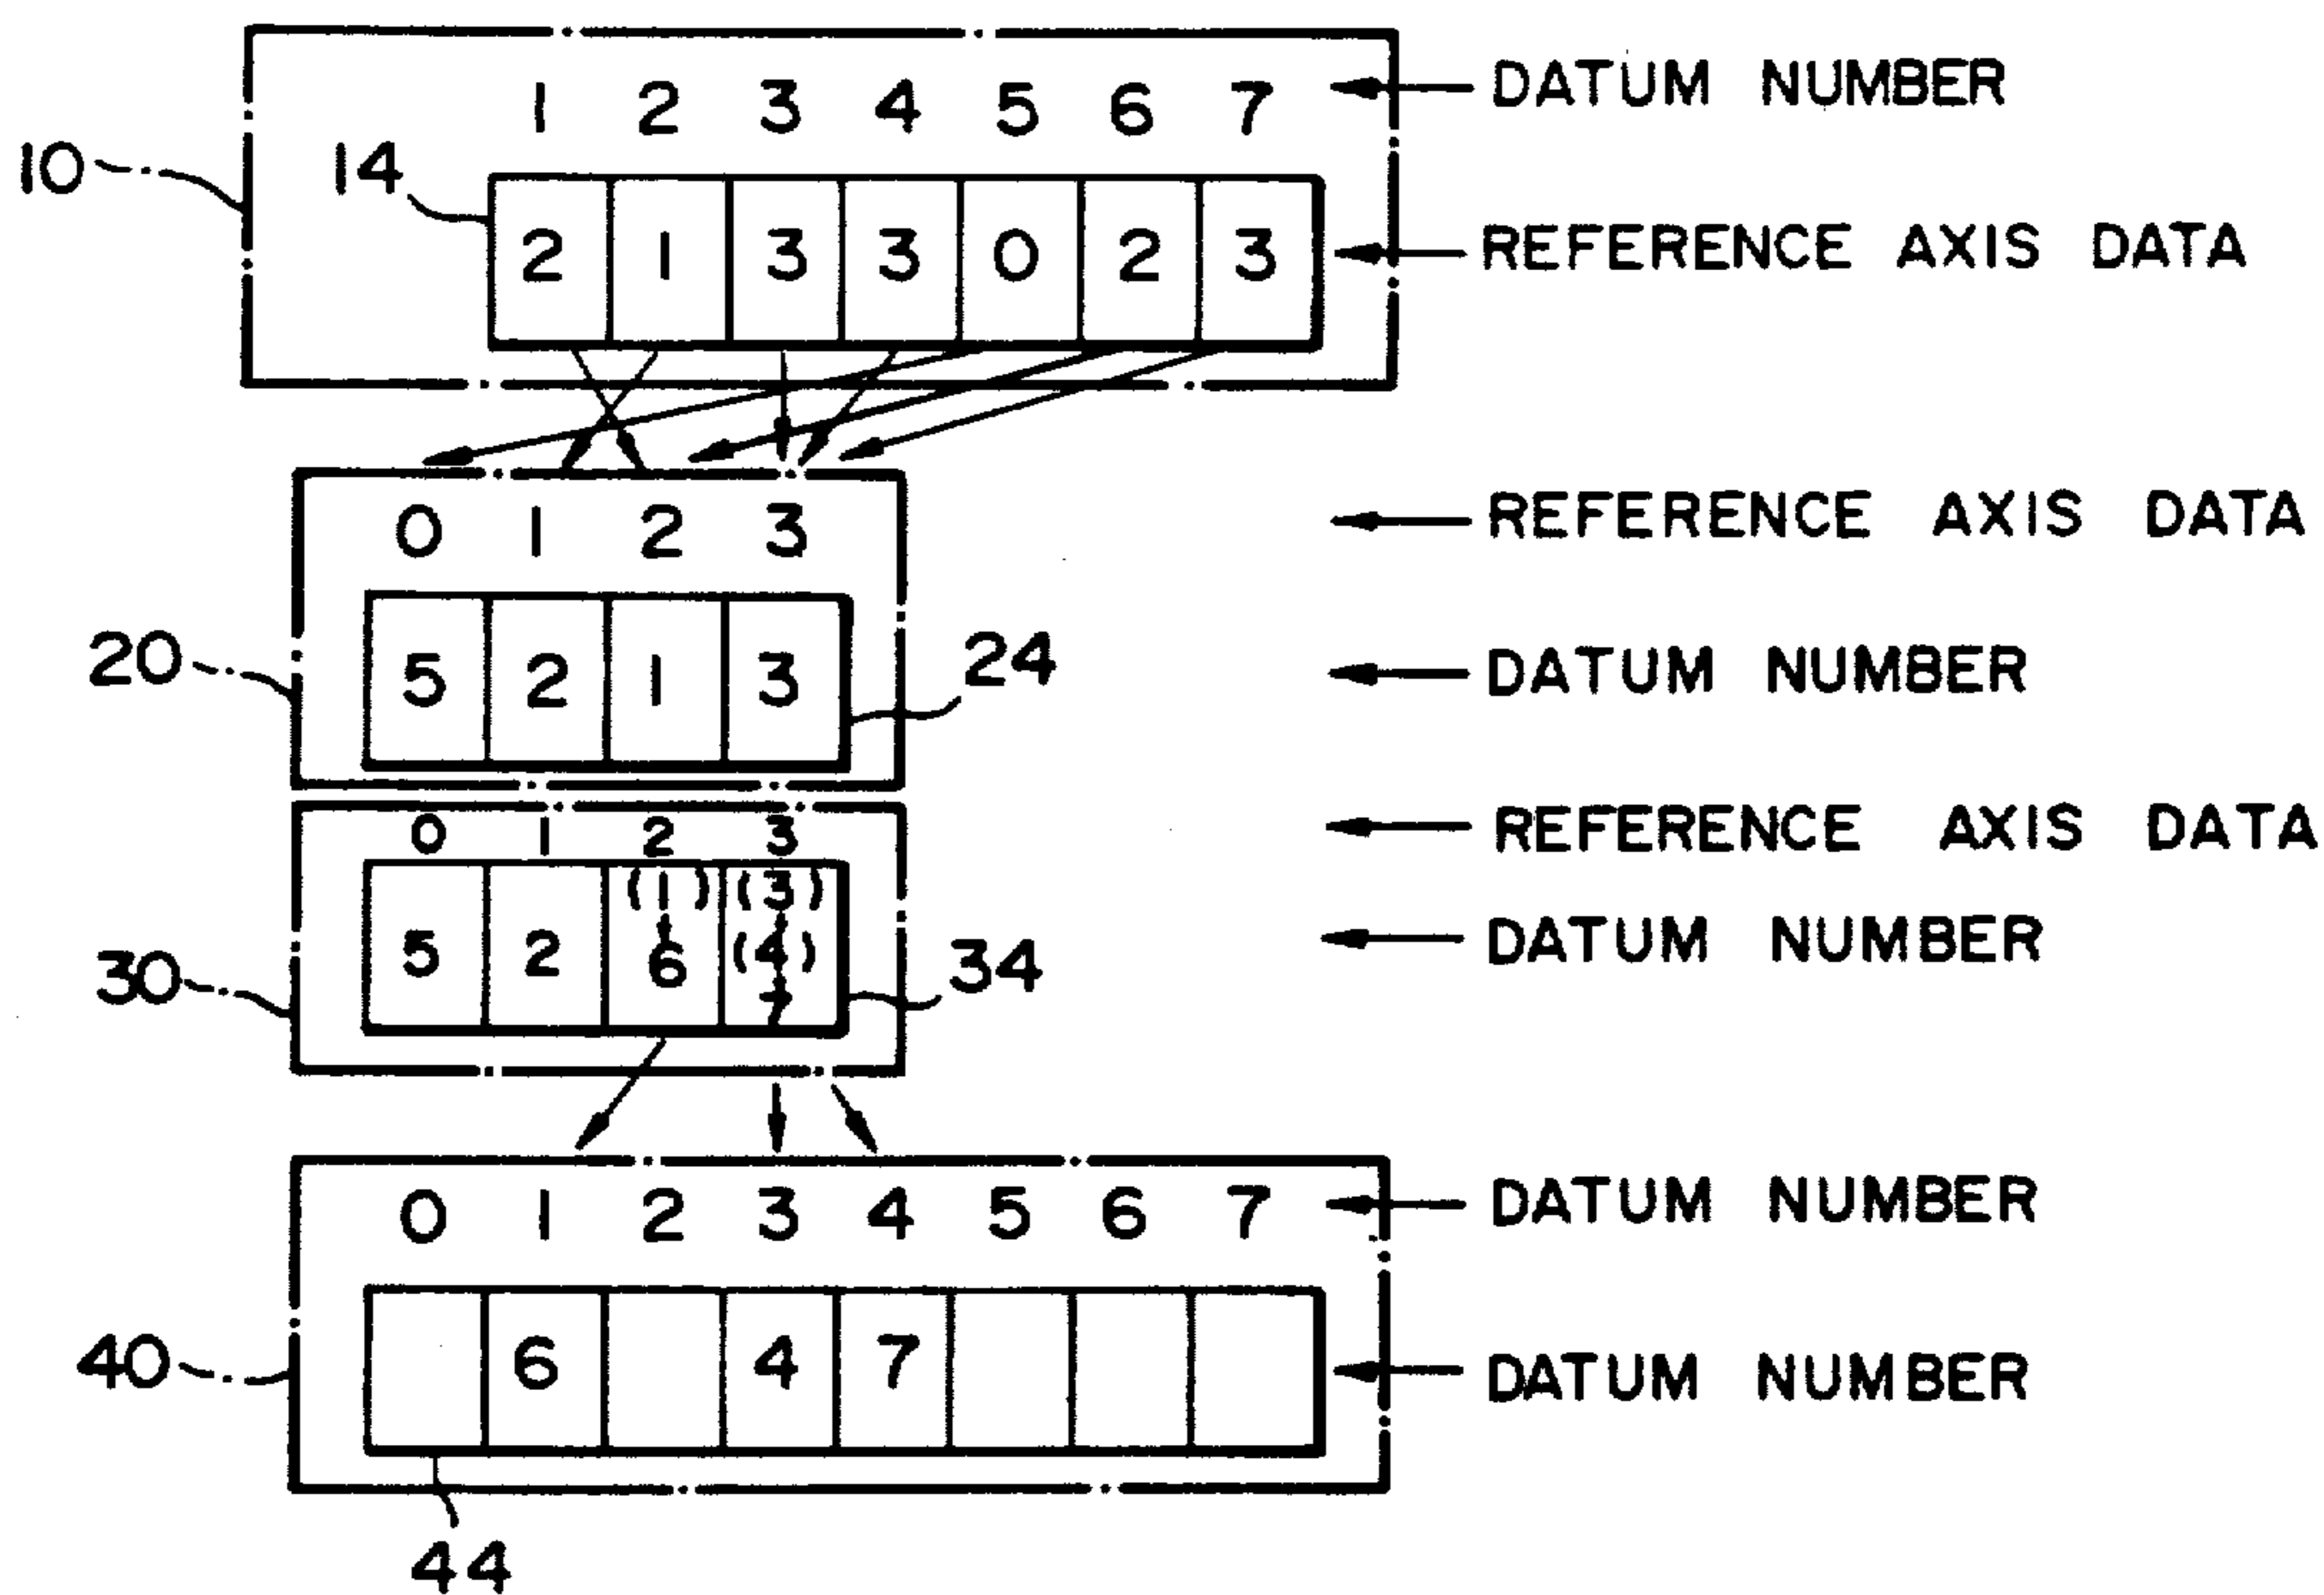 1 2 3 4 5 6 7 DATUM NUMBER
10 14
2 1 3 3 0 2 3 REFERENCE AXIS DATA
0 1 2 3 REFERENCE AXIS DATA
20 5 2 1 3 24 DATUM NUMBER
0 1 2 3 REFERENCE AXIS DATA
(1) (3)
5 2 6 (4) DATUM NUMBER
30 7 34
0 1 2 3 4 5 6 7 DATUM NUMBER
40 6 4 7 DATUM NUMBER
44